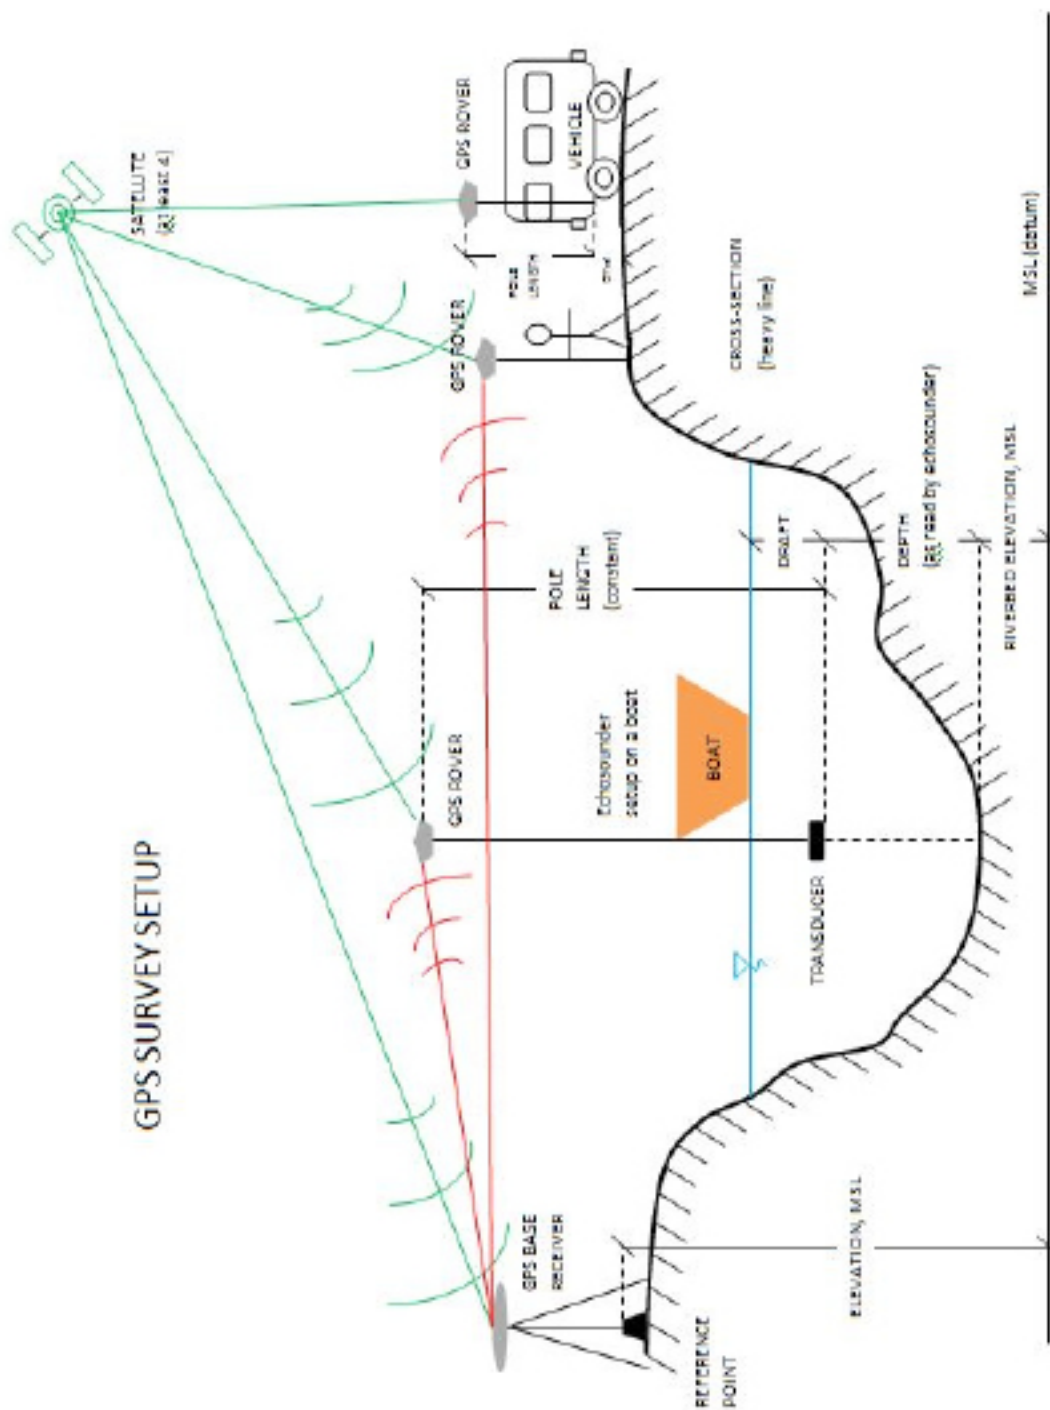 GPS SURVEY SETUP
SATELLITE
(at least 4)
GPS ROVER
VEHICLE
POLE
LENGTH
GPS ROVER
GPS ROVER
POLE
LENGTH
(constant)
Echosounder
setup on a boat
BOAT
DRAFT
DEPTH
(as read by echosounder)
CROSS-SECTION
(heavy line)
TRANSDUCER
RIVERBED ELEVATION, MSL
MSL (datum)
GPS BASE
RECEIVER
REFERENCE
POINT
ELEVATION, MSL